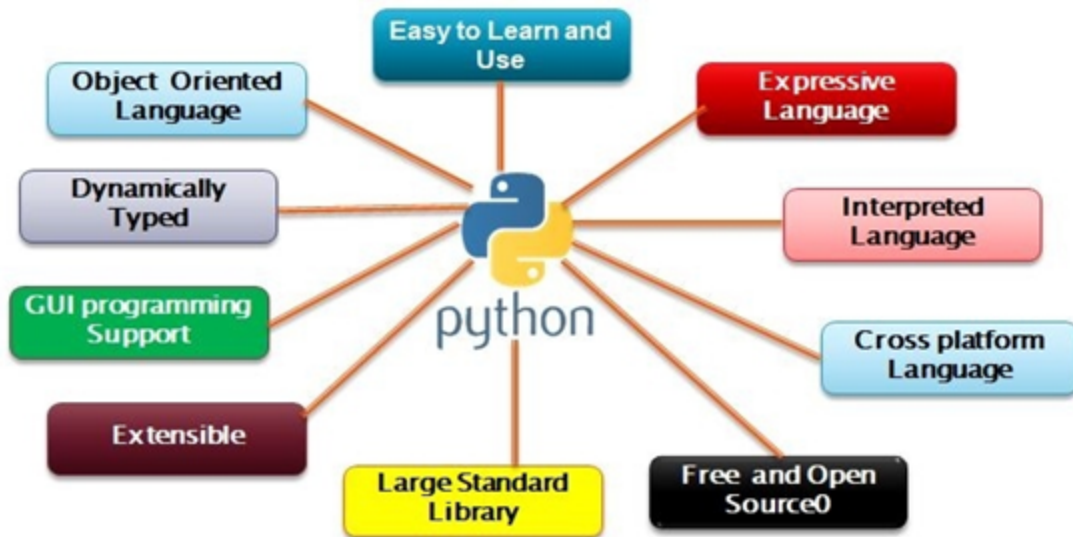 Easy to Learn and
Use
Object Oriented
Language
Expressive
Language
Dynamically
Typed
Interpreted
Language
GUI programming
Support
python
Cross platform
Language
Extensible
Large Standard
Library
Free and Open
Source0